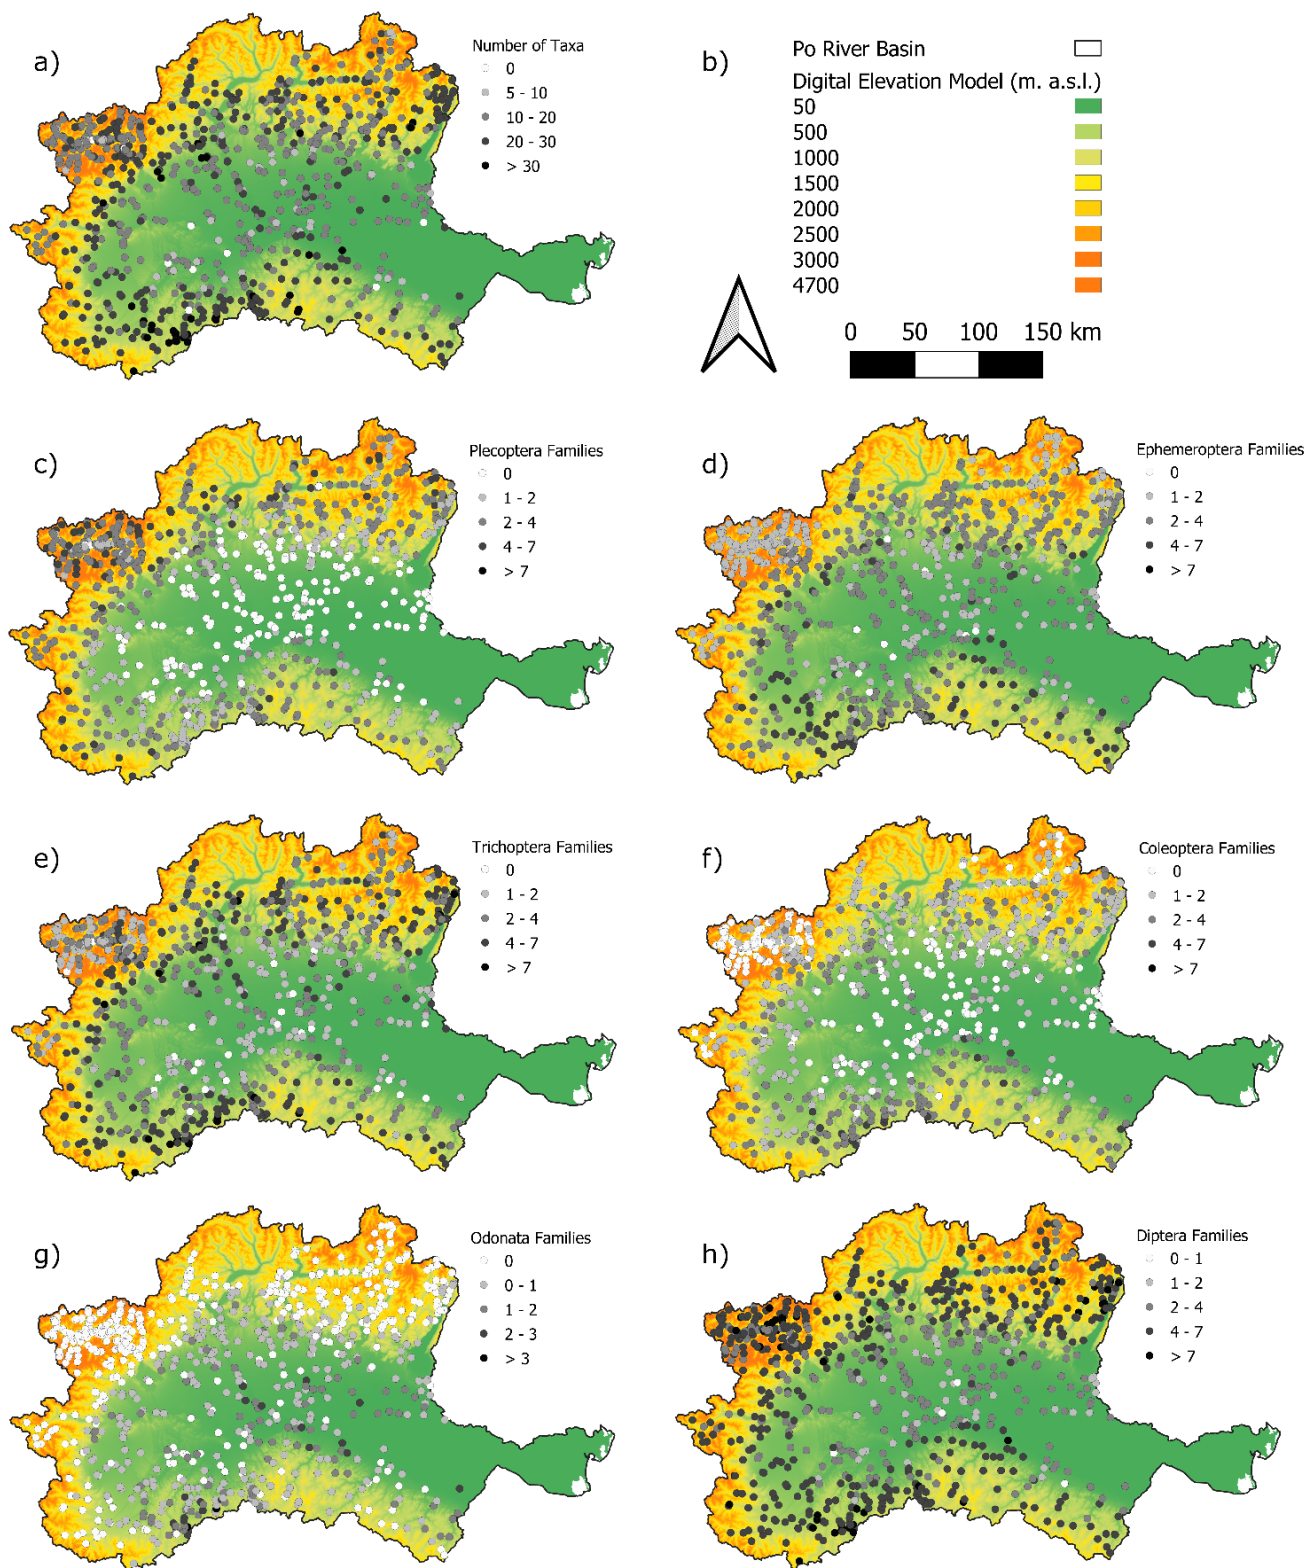 a)
Number of Taxa
0
5 - 10
10 - 20
20 - 30
> 30
b)
Po River Basin
Digital Elevation Model (m. a.s.l.)
50
500
1000
1500
2000
2500
3000
4700
0 50 100 150 km
c)
Plecoptera Families
0
1 - 2
2 - 4
4 - 7
> 7
d)
Ephemeroptera Families
0
1 - 2
2 - 4
4 - 7
> 7
e)
Trichoptera Families
0
1 - 2
2 - 4
4 - 7
> 7
f)
Coleoptera Families
0
1 - 2
2 - 4
4 - 7
> 7
g)
Odonata Families
0
0 - 1
1 - 2
2 - 3
> 3
h)
Diptera Families
0 - 1
1 - 2
2 - 4
4 - 7
> 7